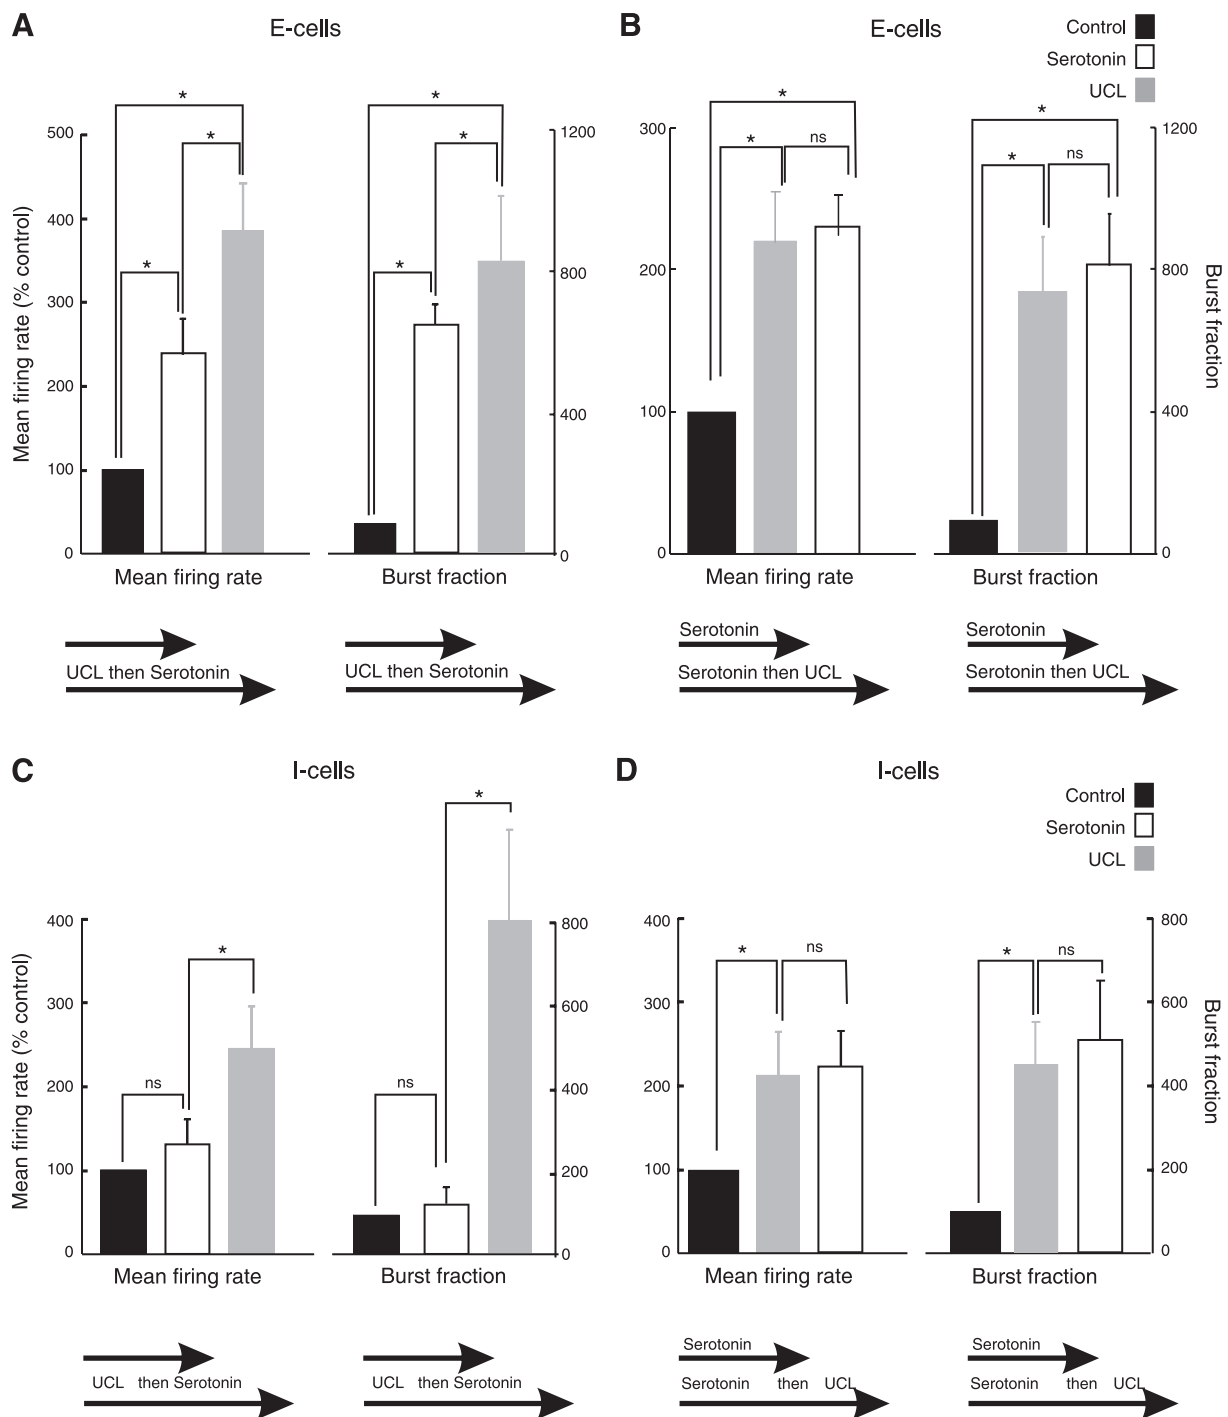 A
E-cells
B
E-cells
Control
Serotonin
UCL
Mean firing rate (% control)
500
400
300
200
100
0
*
*
*
*
*
*
1200
800
400
0
Mean firing rate
Burst fraction
300
200
100
0
*
*
ns
*
*
ns
1200
800
400
0
Burst fraction
Mean firing rate
Burst fraction
UCL then Serotonin
UCL then Serotonin
Serotonin
Serotonin then UCL
Serotonin
Serotonin then UCL
C
I-cells
D
I-cells
Control
Serotonin
UCL
Mean firing rate (% control)
400
300
200
100
0
ns
*
ns
*
800
600
400
200
0
Mean firing rate
Burst fraction
400
300
200
100
0
*
ns
*
ns
800
600
400
200
0
Burst fraction
Mean firing rate
Burst fraction
UCL then Serotonin
UCL then Serotonin
Serotonin
Serotonin then UCL
Serotonin
Serotonin then UCL